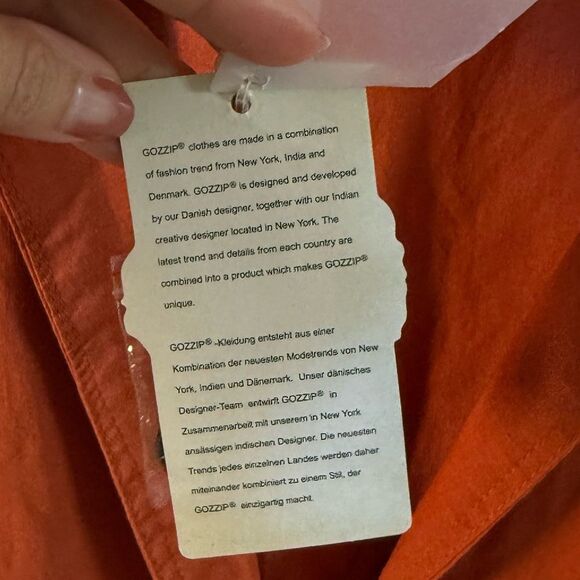 GOZZIP® clothes are made in a combination
of fashion trend from New York, India and
Denmark. GOZZIP® is designed and developed
by our Danish designer, together with our Indian
creative designer located in New York. The
latest trend and details from each country are
combined into a product which makes GOZZIP®
unique.
GOZZIP® -Kleidung entsteht aus einer
Kombination der neuesten Modetrends von New
York, Indien und Dänemark. Unser dänisches
Designer-Team entwirft GOZZIP® in
Zusammenarbeit mit unserem in New York
ansässigen indischen Designer. Die neuesten
Trends jedes einzelnen Landes werden daher
miteinander kombiniert zu einem Stil, der
GOZZIP® einzigartig macht.